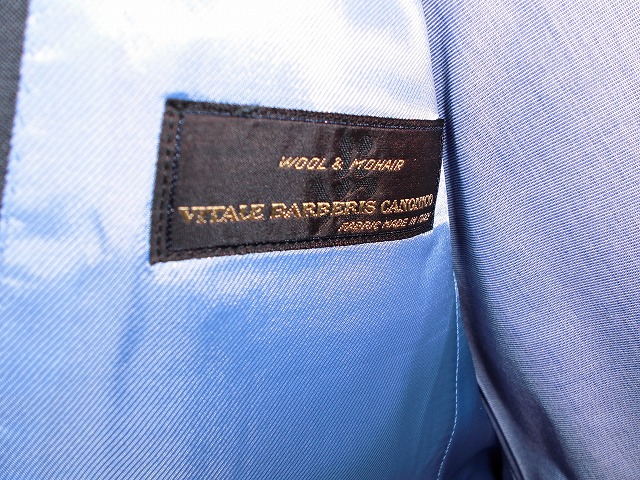 WOOL & MOHAIR
VITALE BARBERIS CANONICO
FABRIC MADE IN ITALY